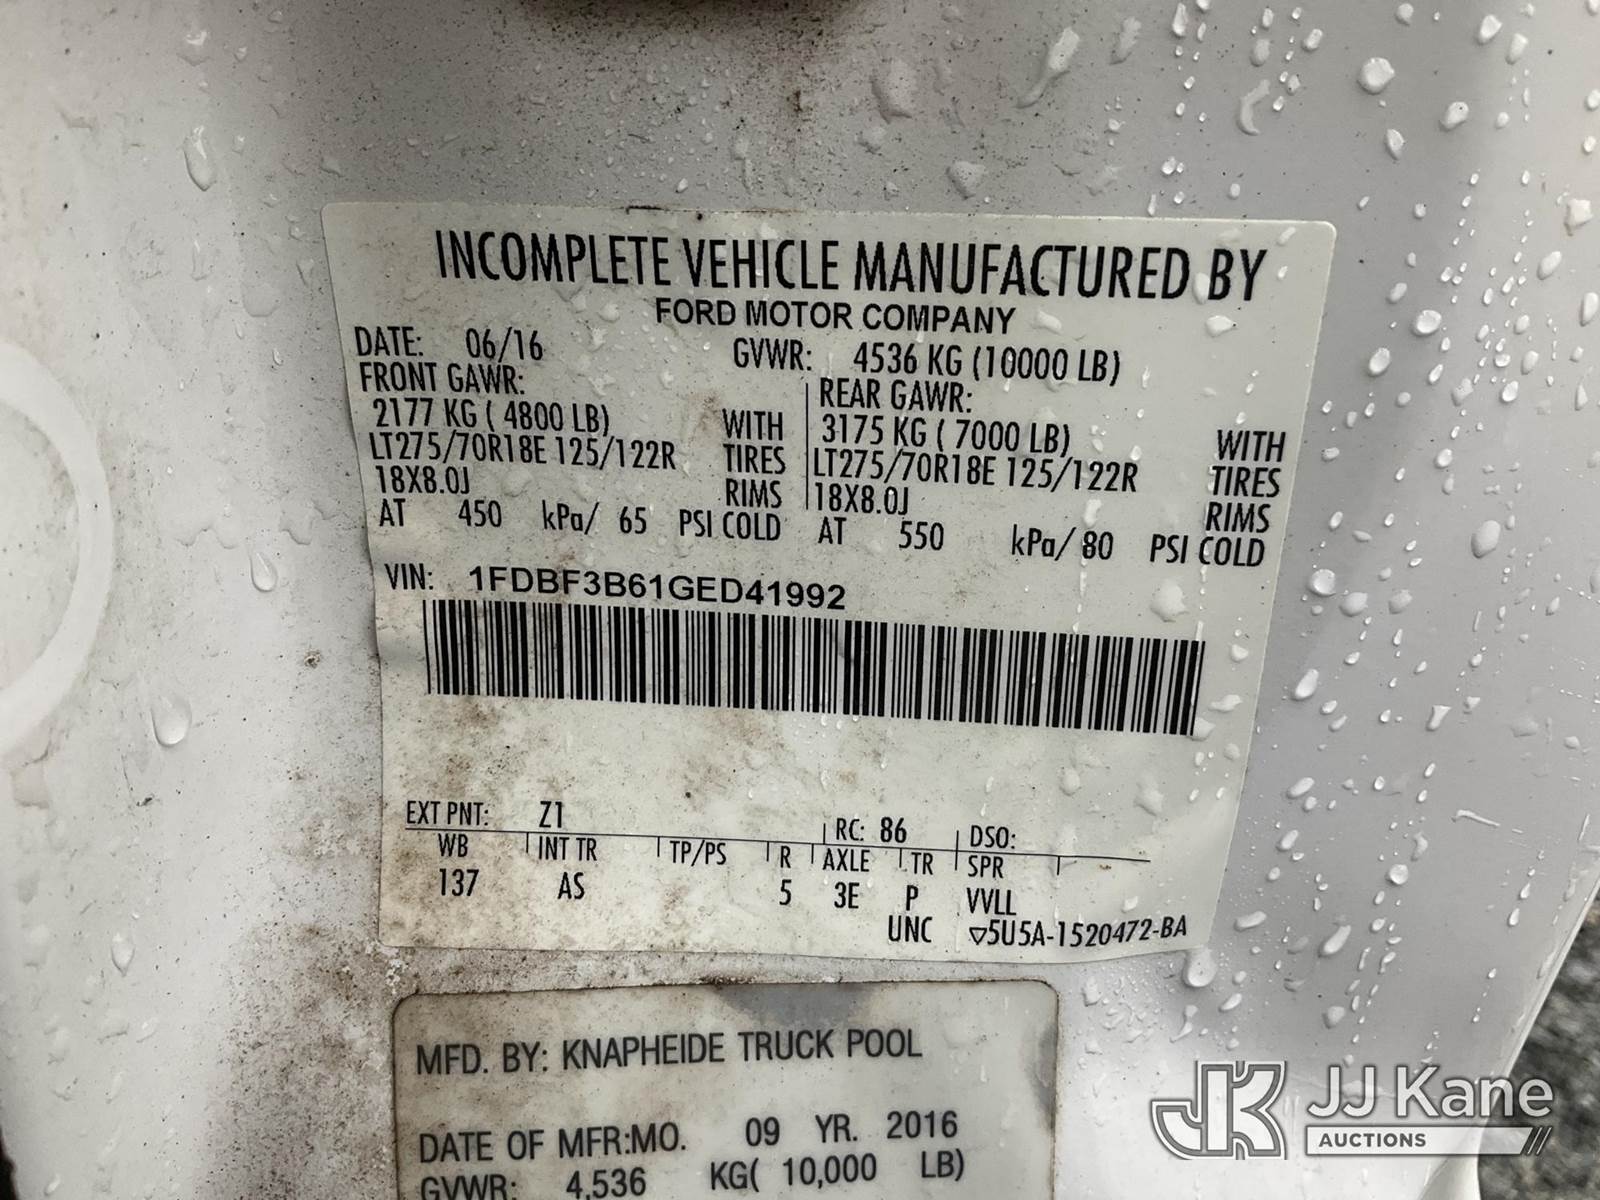 INCOMPLETE VEHICLE MANUFACTURED BY
FORD MOTOR COMPANY
DATE: 06/16 GVWR: 4536 KG (10000 LB)
FRONT GAWR: REAR GAWR:
2177 KG ( 4800 LB) WITH 3175 KG ( 7000 LB) WITH
LT275/70R18E 125/122R TIRES LT275/70R18E 125/122R TIRES
18X8.0J RIMS 18X8.0J RIMS
AT 450 kPa/ 65 PSI COLD AT 550 kPa/ 80 PSI COLD
VIN: 1FDBF3B61GED41992
EXT PNT: Z1 RC: 86 DSO:
WB INT TR TP/PS R AXLE TR SPR
137 AS 5 3E P VVLL
UNC ▽5U5A-1520472-BA
MFD. BY: KNAPHEIDE TRUCK POOL
DATE OF MFR:MO. 09 YR. 2016
GVWR: 4,536 KG( 10,000 LB)
JK JJ Kane
AUCTIONS